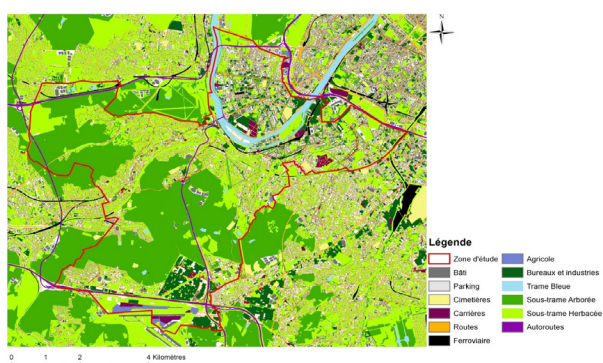 N
Légende
Zone d'étude
Bâti
Parking
Cimetières
Carrières
Routes
Ferroviaire
Agricole
Bureaux et industries
Trame Bleue
Sous-trame Arborée
Sous-trame Herbacée
Autoroutes
0 1 2 4 Kilomètres